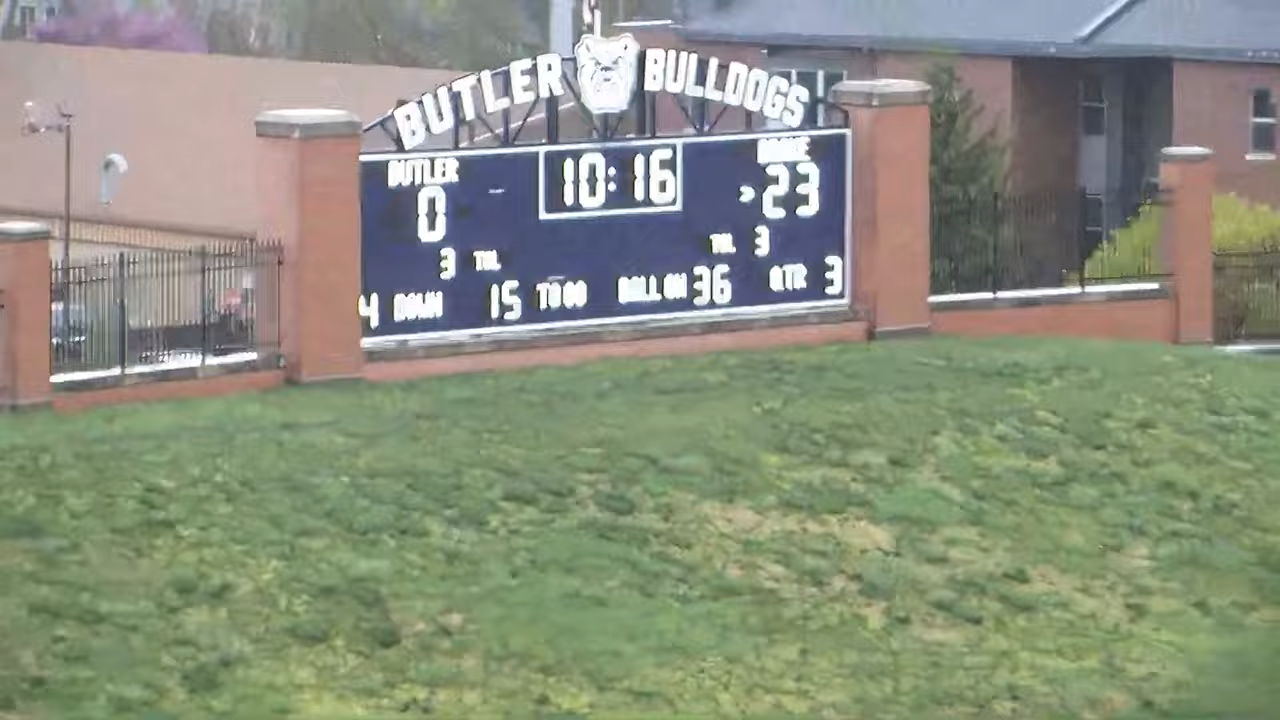 BUTLER BULLDOGS
BUTLER 10:16
0 23
3 TOL TOL 3
4 DOWN 15 TO GO BALL ON 36 QTR 3